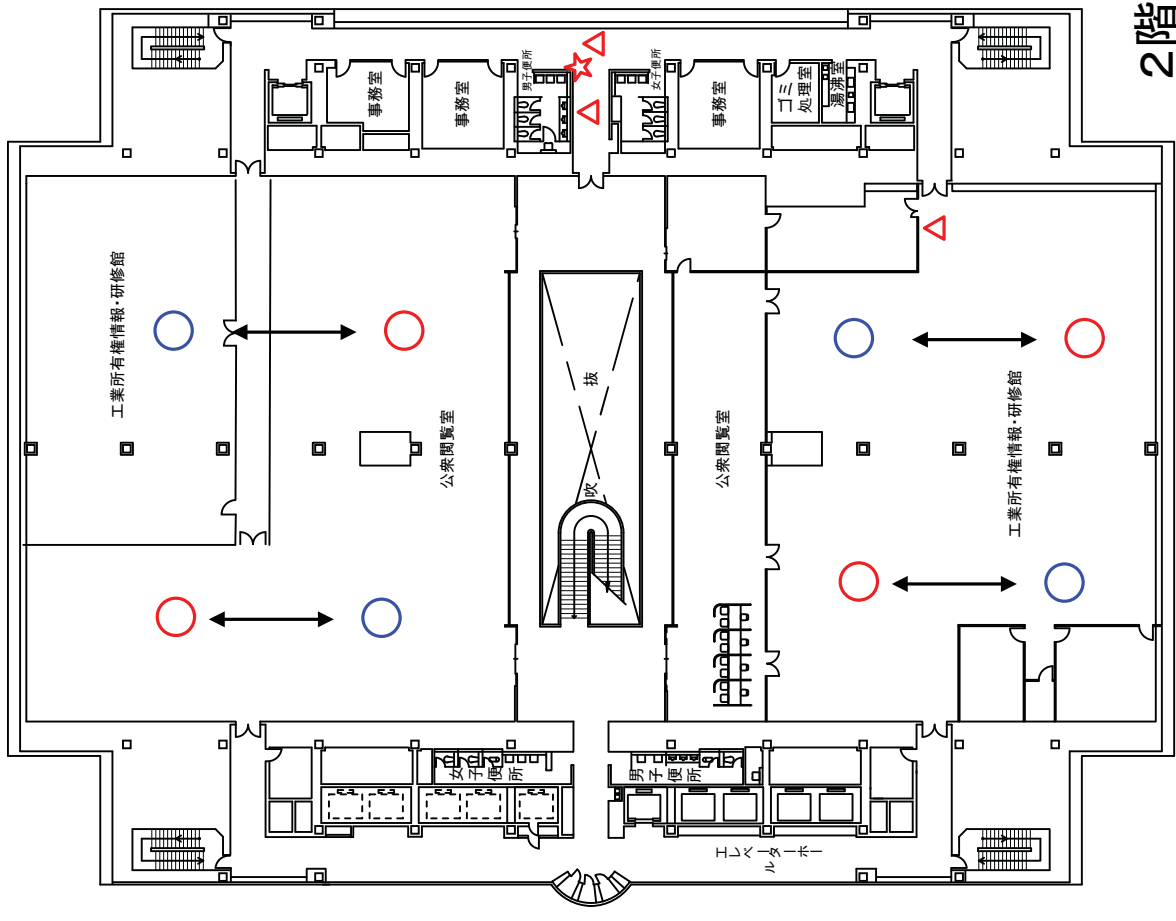 2階
事務室
事務室
男子便所
女子便所
事務室
ゴミ
処理室
湯沸室
工業所有権情報・研修館
公衆閲覧室
吹
抜
公衆閲覧室
工業所有権情報・研修館
女子便所
男子便所
エレベーターホー
ルター